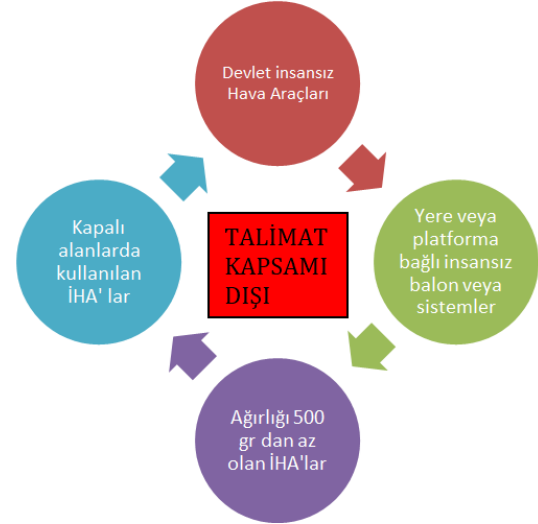 Devlet insansız
Hava Araçları
Yere veya
platforma
bağlı insansız
balon veya
sistemler
Ağırlığı 500
gr dan az
olan İHA'lar
Kapalı
alanlarda
kullanılan
İHA' lar
TALİMAT
KAPSAMI
DIŞI